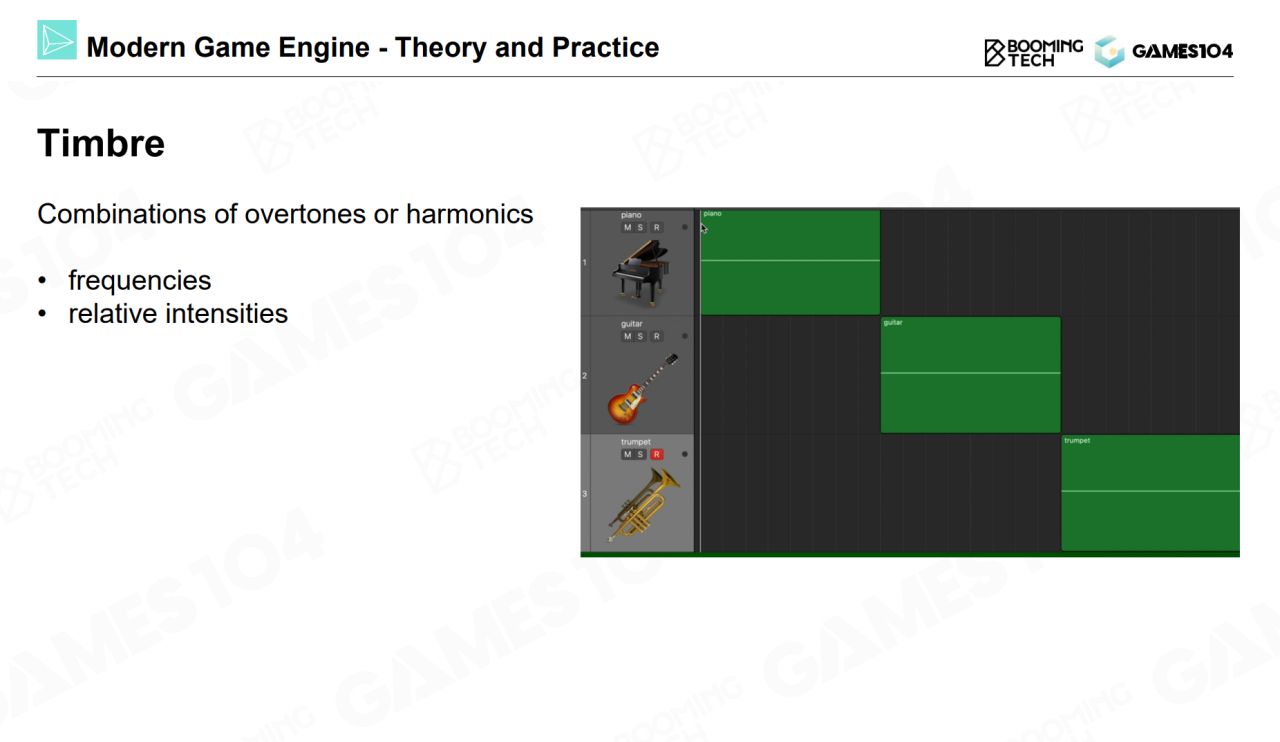 Modern Game Engine - Theory and Practice
BOOMING
TECH
GAMES104
Timbre
Combinations of overtones or harmonics
• frequencies
• relative intensities
piano
M S R
1
piano
guitar
M S R
2
guitar
trumpet
M S R
3
trumpet